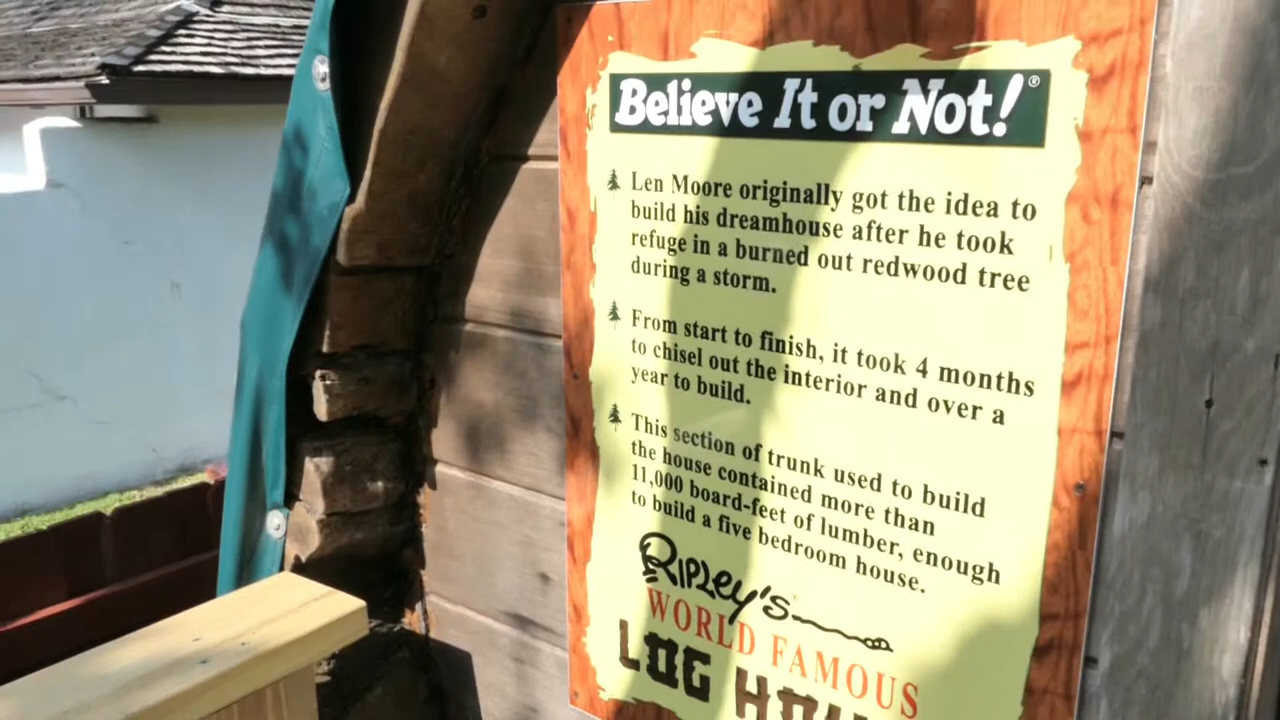 Believe It or Not!®
Len Moore originally got the idea to
build his dreamhouse after he took
refuge in a burned out redwood tree
during a storm.
From start to finish, it took 4 months
to chisel out the interior and over a
year to build.
This section of trunk used to build
the house contained more than
11,000 board-feet of lumber, enough
to build a five bedroom house.
Ripley's
WORLD FAMOUS
LOG